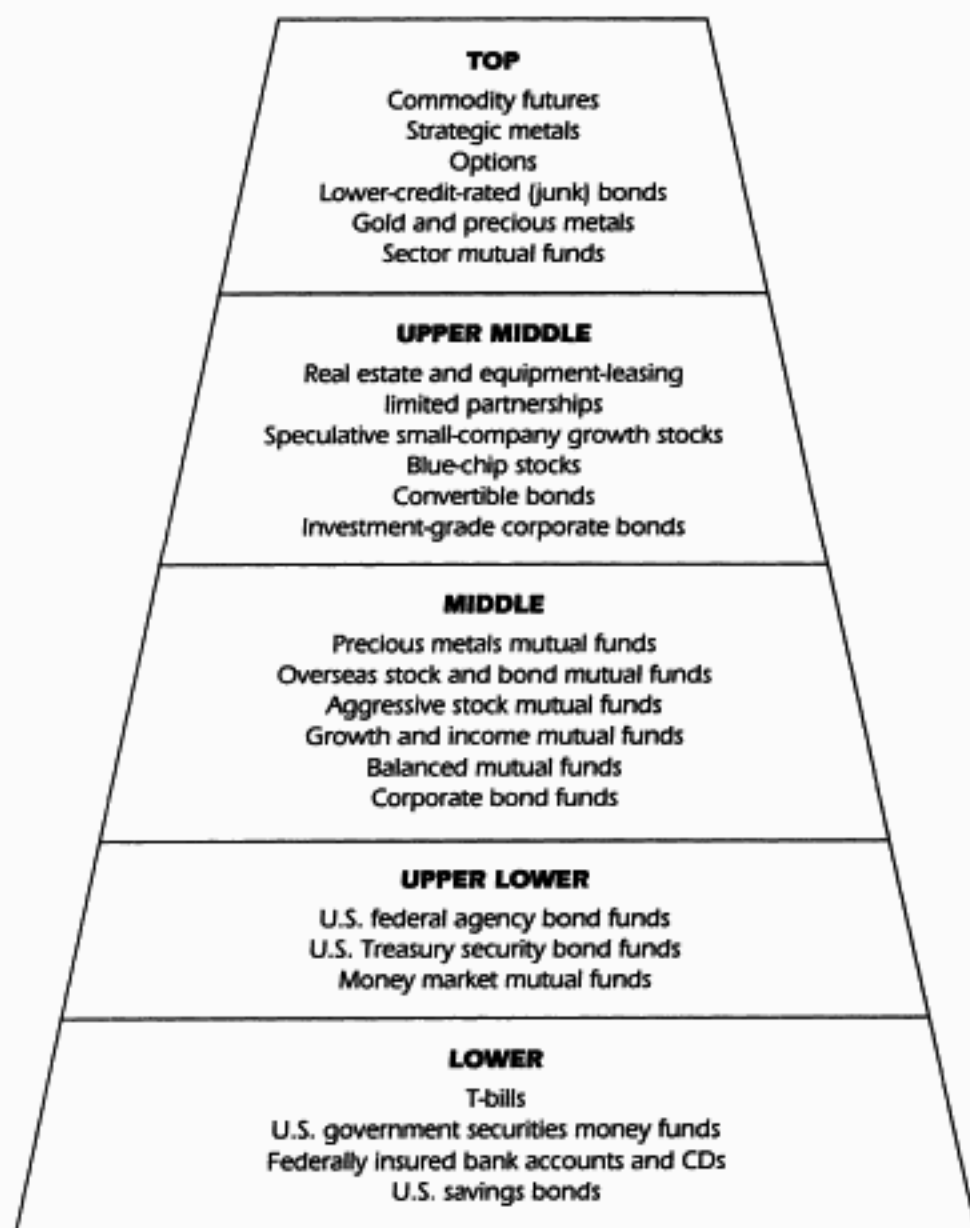 TOP
Commodity futures
Strategic metals
Options
Lower-credit-rated (junk) bonds
Gold and precious metals
Sector mutual funds
UPPER MIDDLE
Real estate and equipment-leasing
limited partnerships
Speculative small-company growth stocks
Blue-chip stocks
Convertible bonds
Investment-grade corporate bonds
MIDDLE
Precious metals mutual funds
Overseas stock and bond mutual funds
Aggressive stock mutual funds
Growth and income mutual funds
Balanced mutual funds
Corporate bond funds
UPPER LOWER
U.S. federal agency bond funds
U.S. Treasury security bond funds
Money market mutual funds
LOWER
T-bills
U.S. government securities money funds
Federally insured bank accounts and CDs
U.S. savings bonds